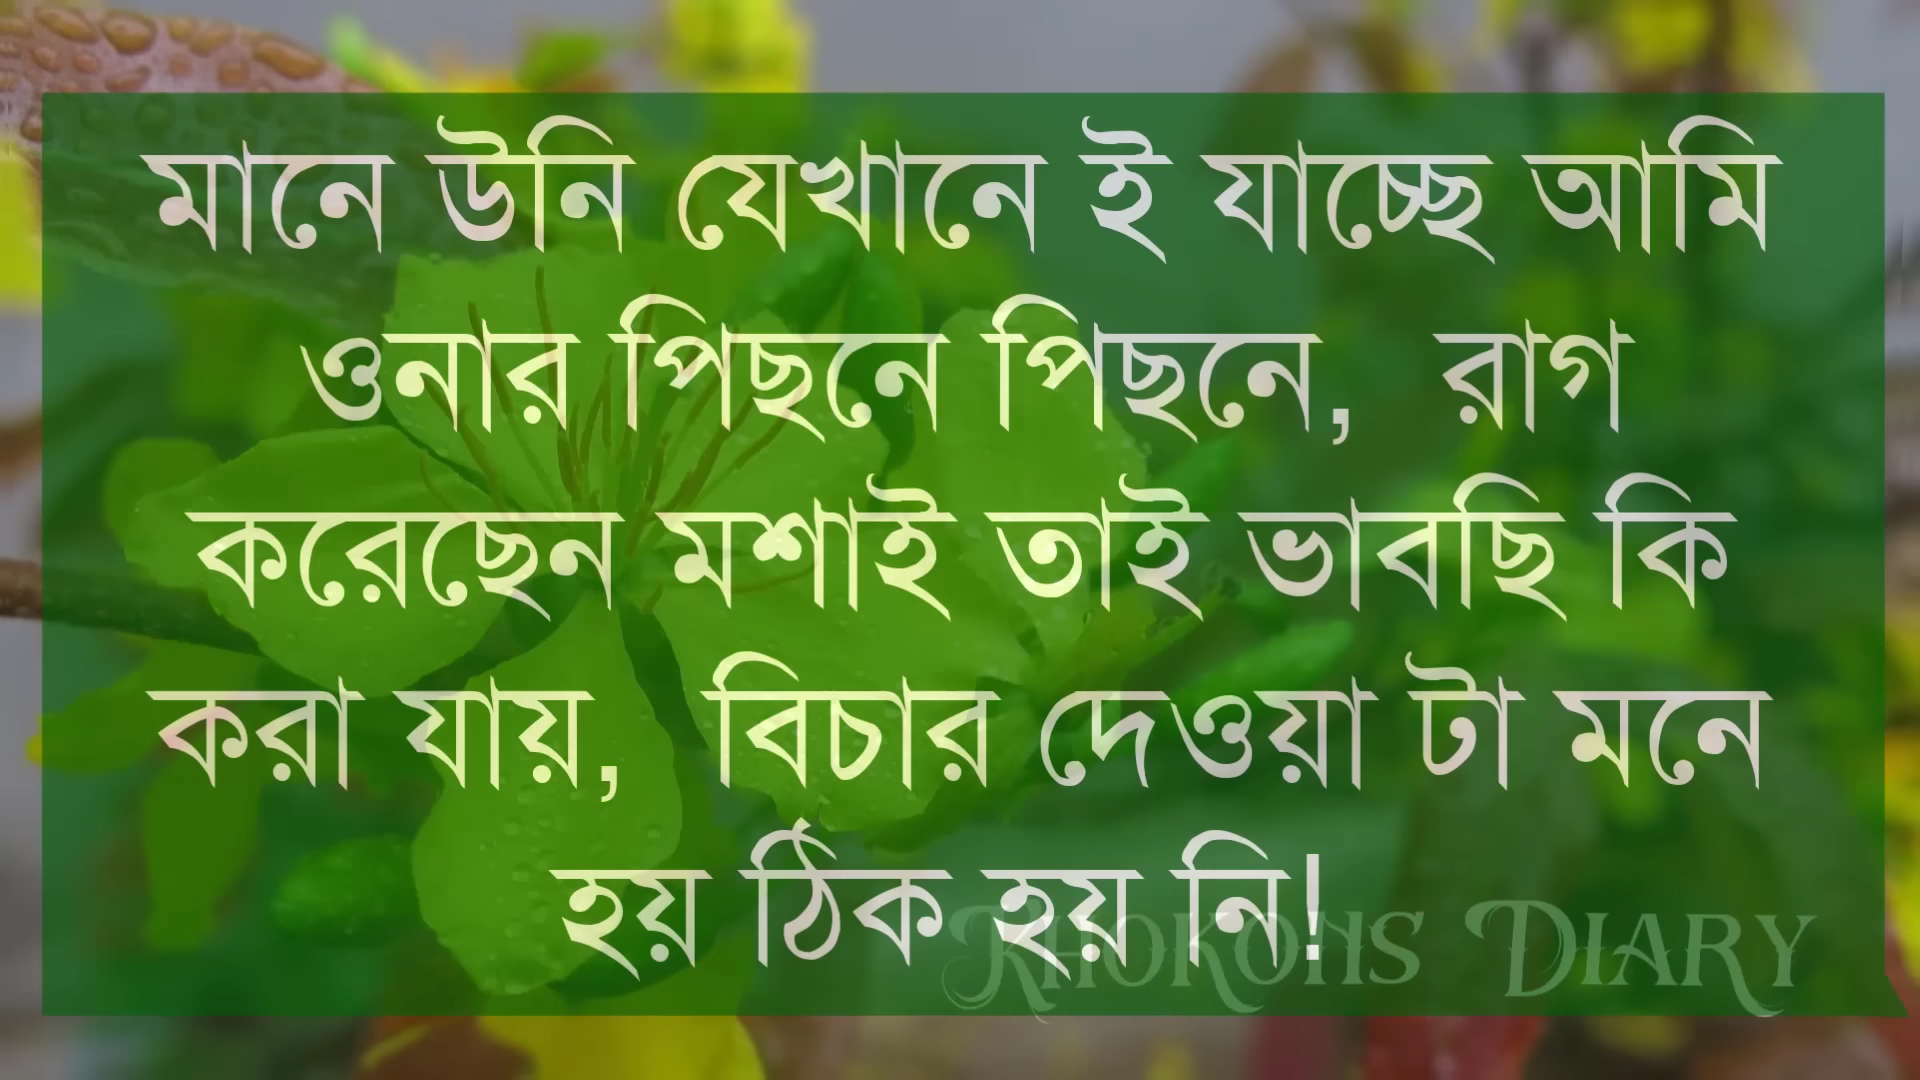 মানে উনি যেখানে ই যাচ্ছে আমি
ওনার পিছনে পিছনে, রাগ
করেছেন মশাই তাই ভাবছি কি
করা যায়, বিচার দেওয়া টা মনে
হয় ঠিক হয় নি!
KHOKONS DIARY